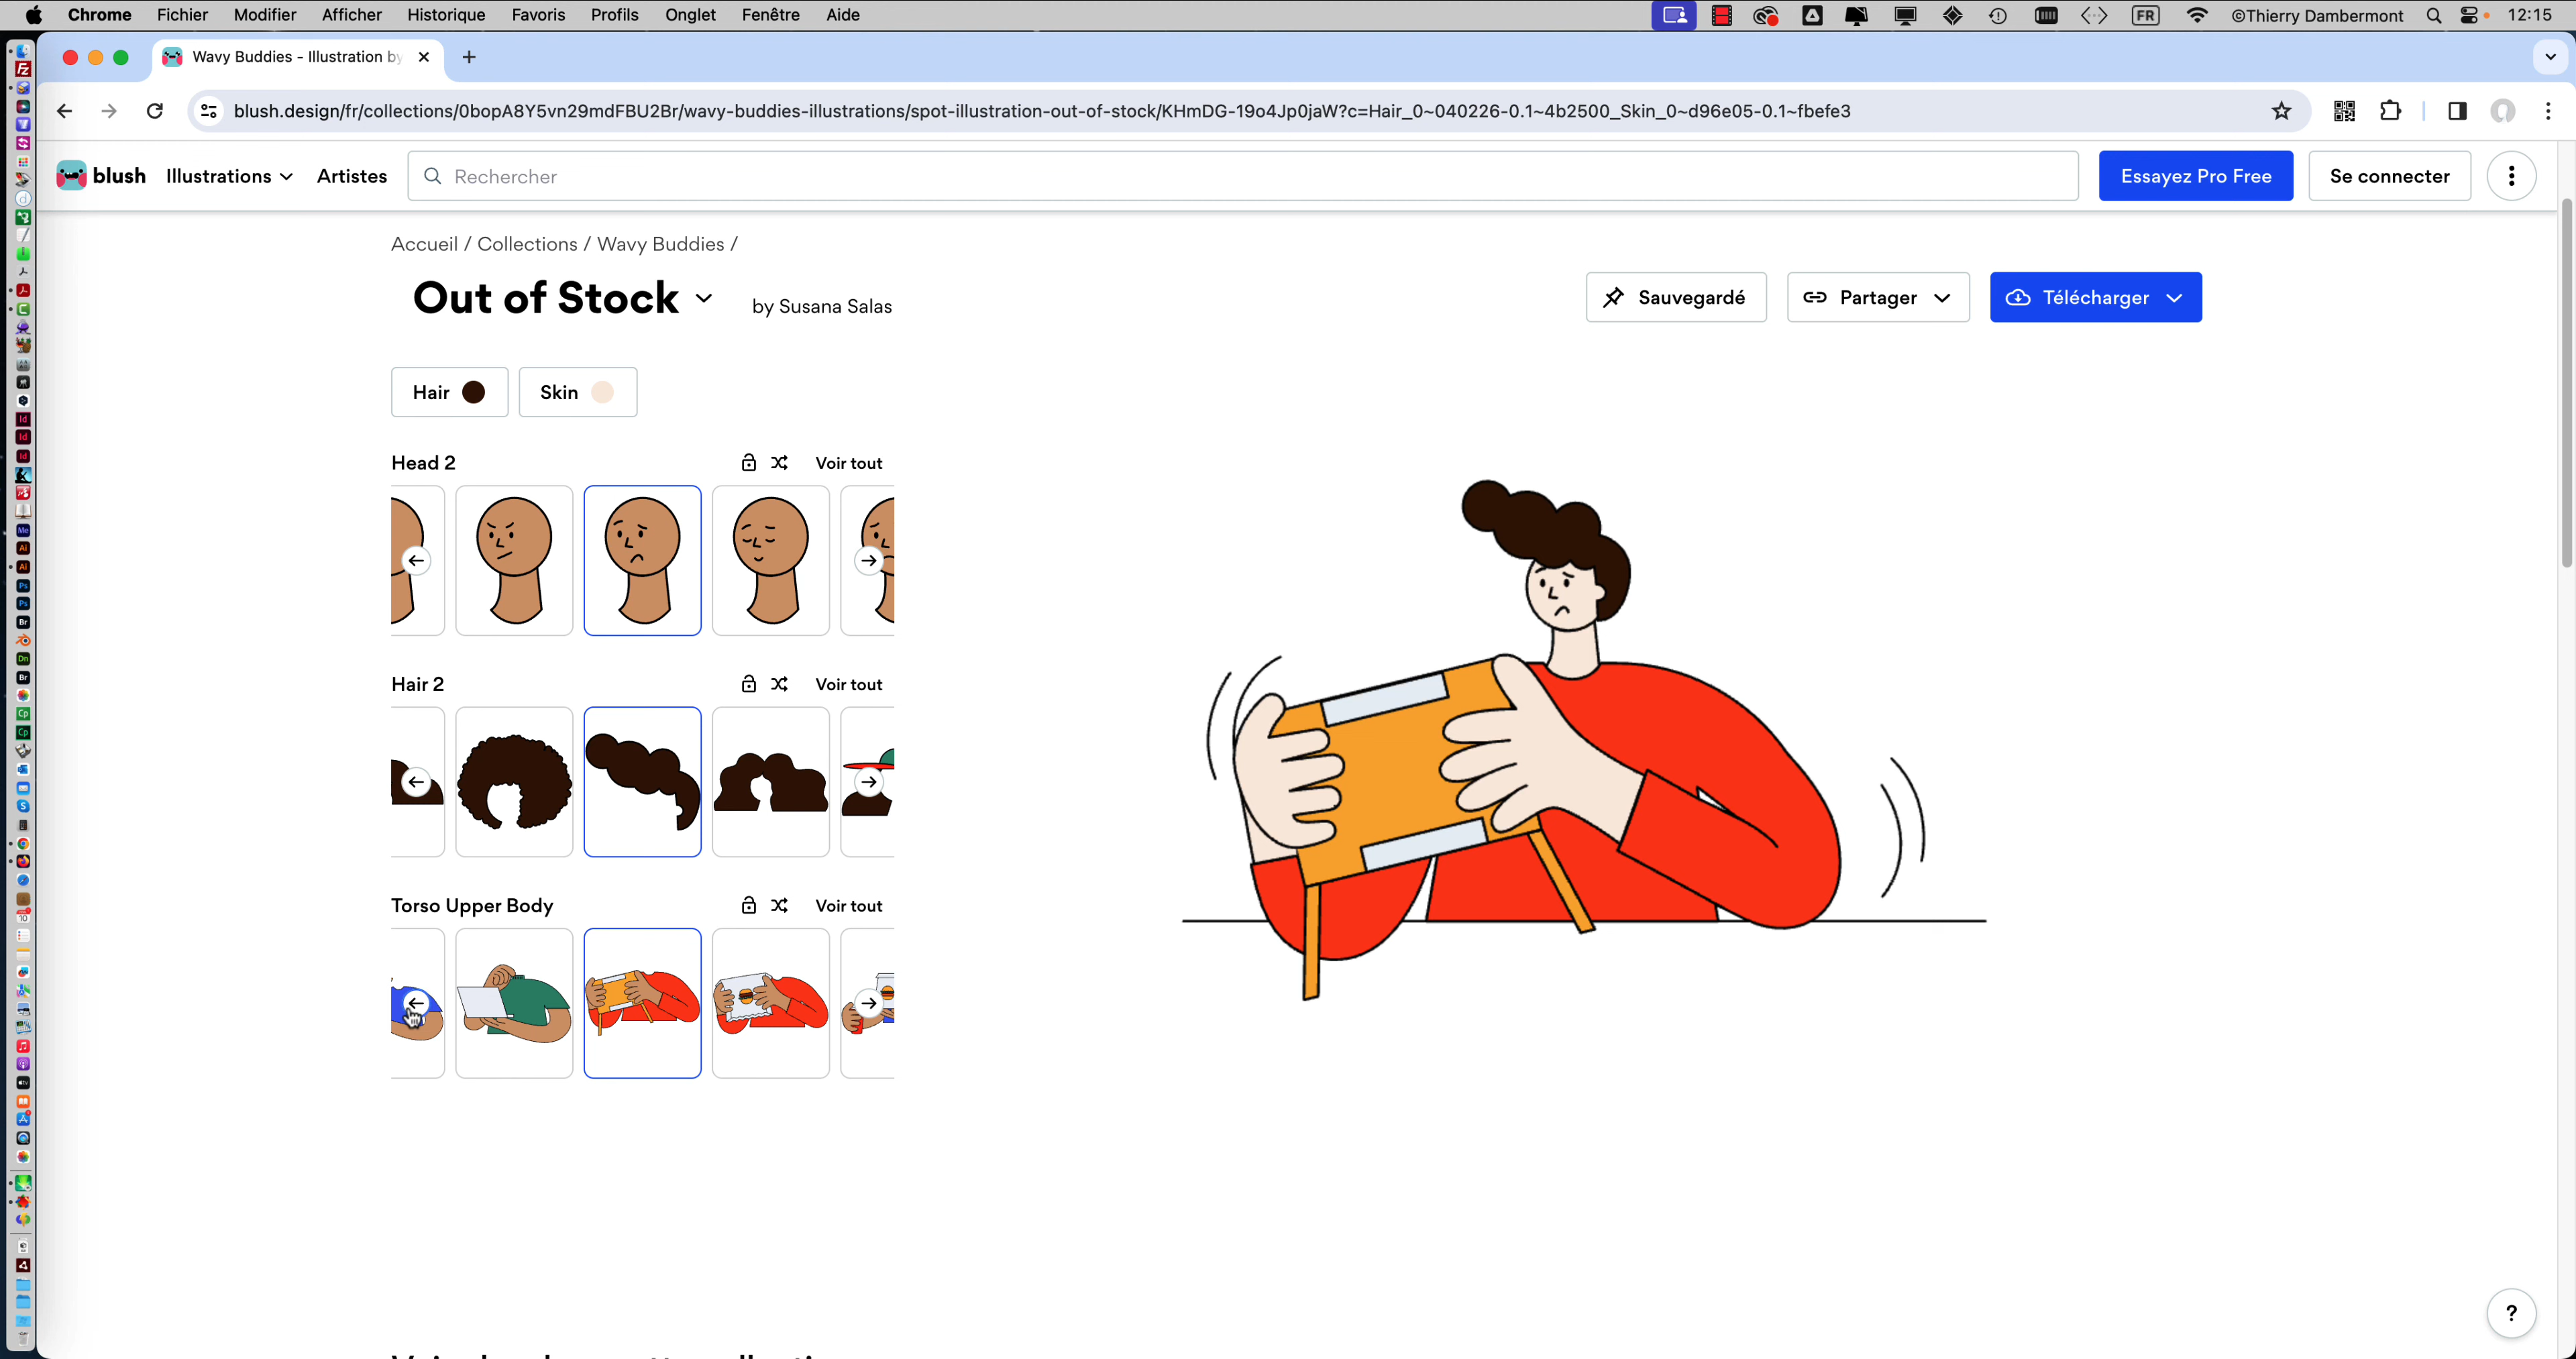 Chrome Fichier Modifier Afficher Historique Favoris Profils Onglet Fenêtre Aide FR ©Thierry Dambermont 12:15
Wavy Buddies - Illustration by
blush.design/fr/collections/0bopA8Y5vn29mdFBU2Br/wavy-buddies-illustrations/spot-illustration-out-of-stock/KHmDG-19o4Jp0jaW?c=Hair_0~040226-0.1~4b2500_Skin_0~d96e05-0.1~fbefe3
blush Illustrations Artistes Rechercher Essayez Pro Free Se connecter
Accueil / Collections / Wavy Buddies /
Out of Stock by Susana Salas Sauvegardé Partager Télécharger
Hair Skin
Head 2 Voir tout
Hair 2 Voir tout
Torso Upper Body Voir tout
?